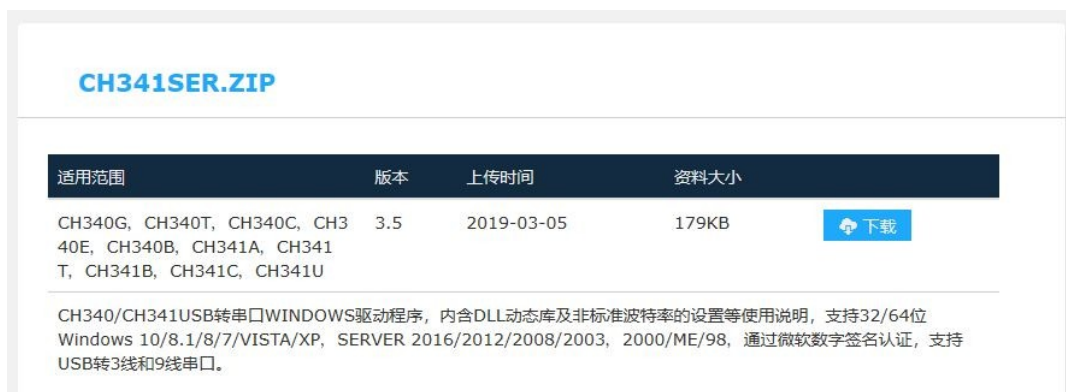 CH341SER.ZIP
适用范围 版本 上传时间 资料大小
CH340G, CH340T, CH340C, CH3 3.5 2019-03-05 179KB 下载
40E, CH340B, CH341A, CH341
T, CH341B, CH341C, CH341U
CH340/CH341USB转串口WINDOWS驱动程序，内含DLL动态库及非标准波特率的设置等使用说明，支持32/64位
Windows 10/8.1/8/7/VISTA/XP，SERVER 2016/2012/2008/2003，2000/ME/98，通过微软数字签名认证，支持
USB转3线和9线串口。